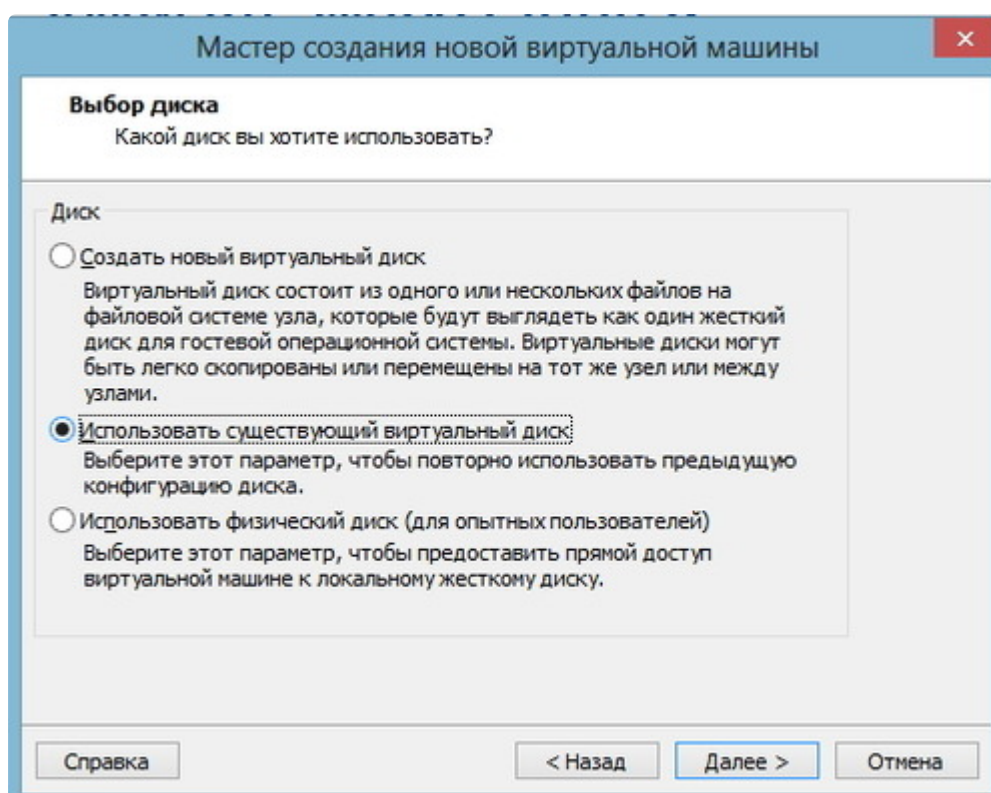 Мастер создания новой виртуальной машины
Выбор диска
Какой диск вы хотите использовать?
Диск
Создать новый виртуальный диск
Виртуальный диск состоит из одного или нескольких файлов на
файловой системе узла, которые будут выглядеть как один жесткий
диск для гостевой операционной системы. Виртуальные диски могут
быть легко скопированы или перемещены на тот же узел или между
узлами.
Использовать существующий виртуальный диск
Выберите этот параметр, чтобы повторно использовать предыдущую
конфигурацию диска.
Использовать физический диск (для опытных пользователей)
Выберите этот параметр, чтобы предоставить прямой доступ
виртуальной машине к локальному жесткому диску.
Справка
< Назад
Далее >
Отмена